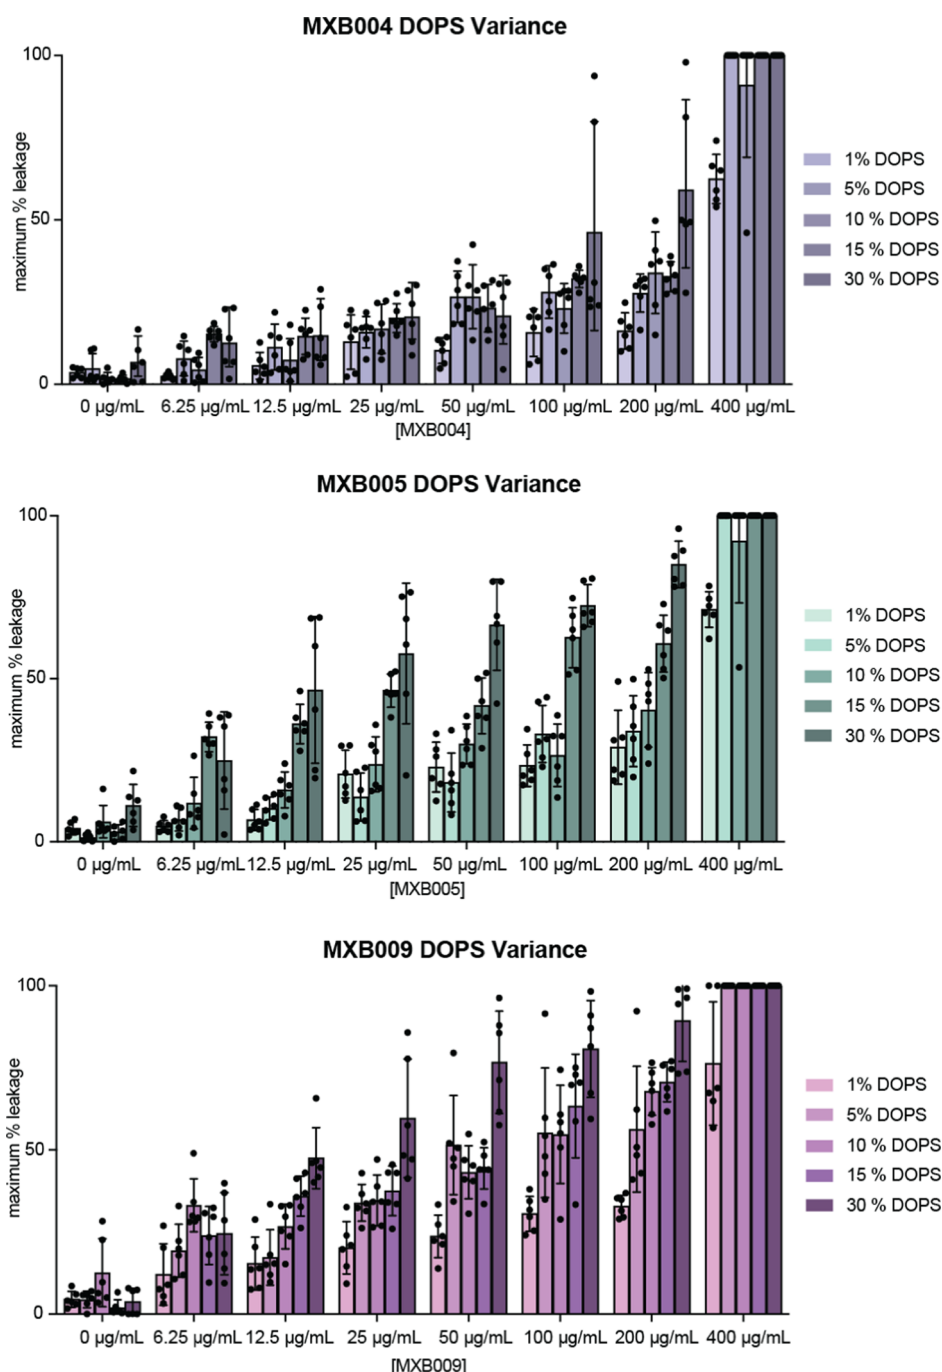 MXB004 DOPS Variance
100
50
0
maximum % leakage
0 µg/mL 6.25 µg/mL 12.5 µg/mL 25 µg/mL 50 µg/mL 100 µg/mL 200 µg/mL 400 µg/mL
[MXB004]
1% DOPS
5% DOPS
10 % DOPS
15 % DOPS
30 % DOPS
MXB005 DOPS Variance
100
50
0
maximum % leakage
0 µg/mL 6.25 µg/mL 12.5 µg/mL 25 µg/mL 50 µg/mL 100 µg/mL 200 µg/mL 400 µg/mL
[MXB005]
1% DOPS
5% DOPS
10 % DOPS
15 % DOPS
30 % DOPS
MXB009 DOPS Variance
100
50
0
maximum % leakage
0 µg/mL 6.25 µg/mL 12.5 µg/mL 25 µg/mL 50 µg/mL 100 µg/mL 200 µg/mL 400 µg/mL
[MXB009]
1% DOPS
5% DOPS
10 % DOPS
15 % DOPS
30 % DOPS